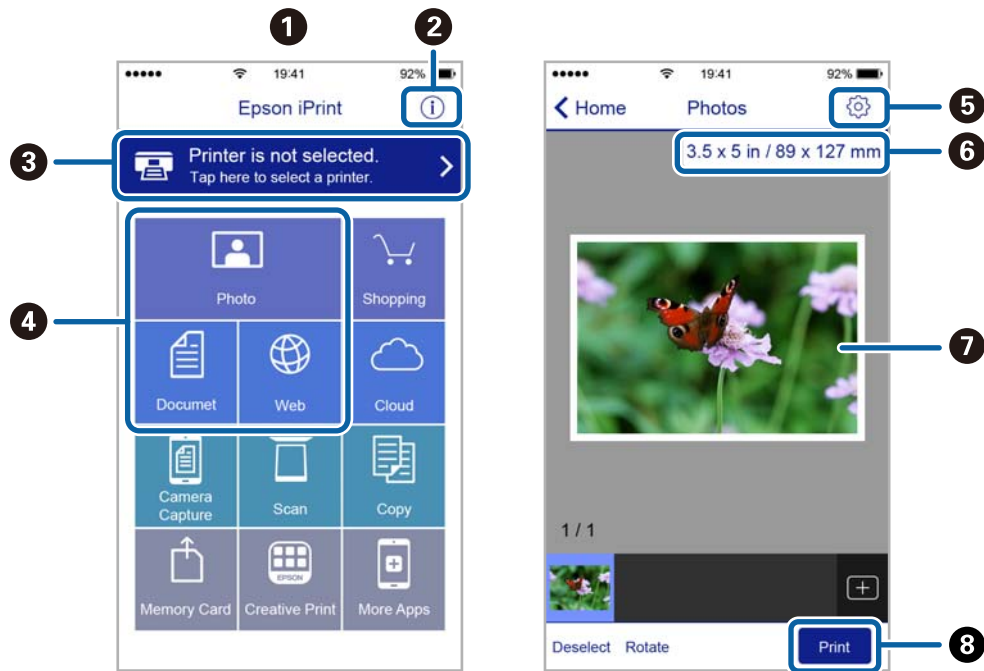 1
2
19:41
92%
Epson iPrint
3
Printer is not selected.
Tap here to select a printer.
4
Photo
Shopping
Documet
Web
Cloud
Camera
Capture
Scan
Copy
EPSON
Memory Card
Creative Print
More Apps
19:41
92%
Home
Photos
5
3.5 x 5 in / 89 x 127 mm
6
7
1 / 1
Deselect
Rotate
Print
8